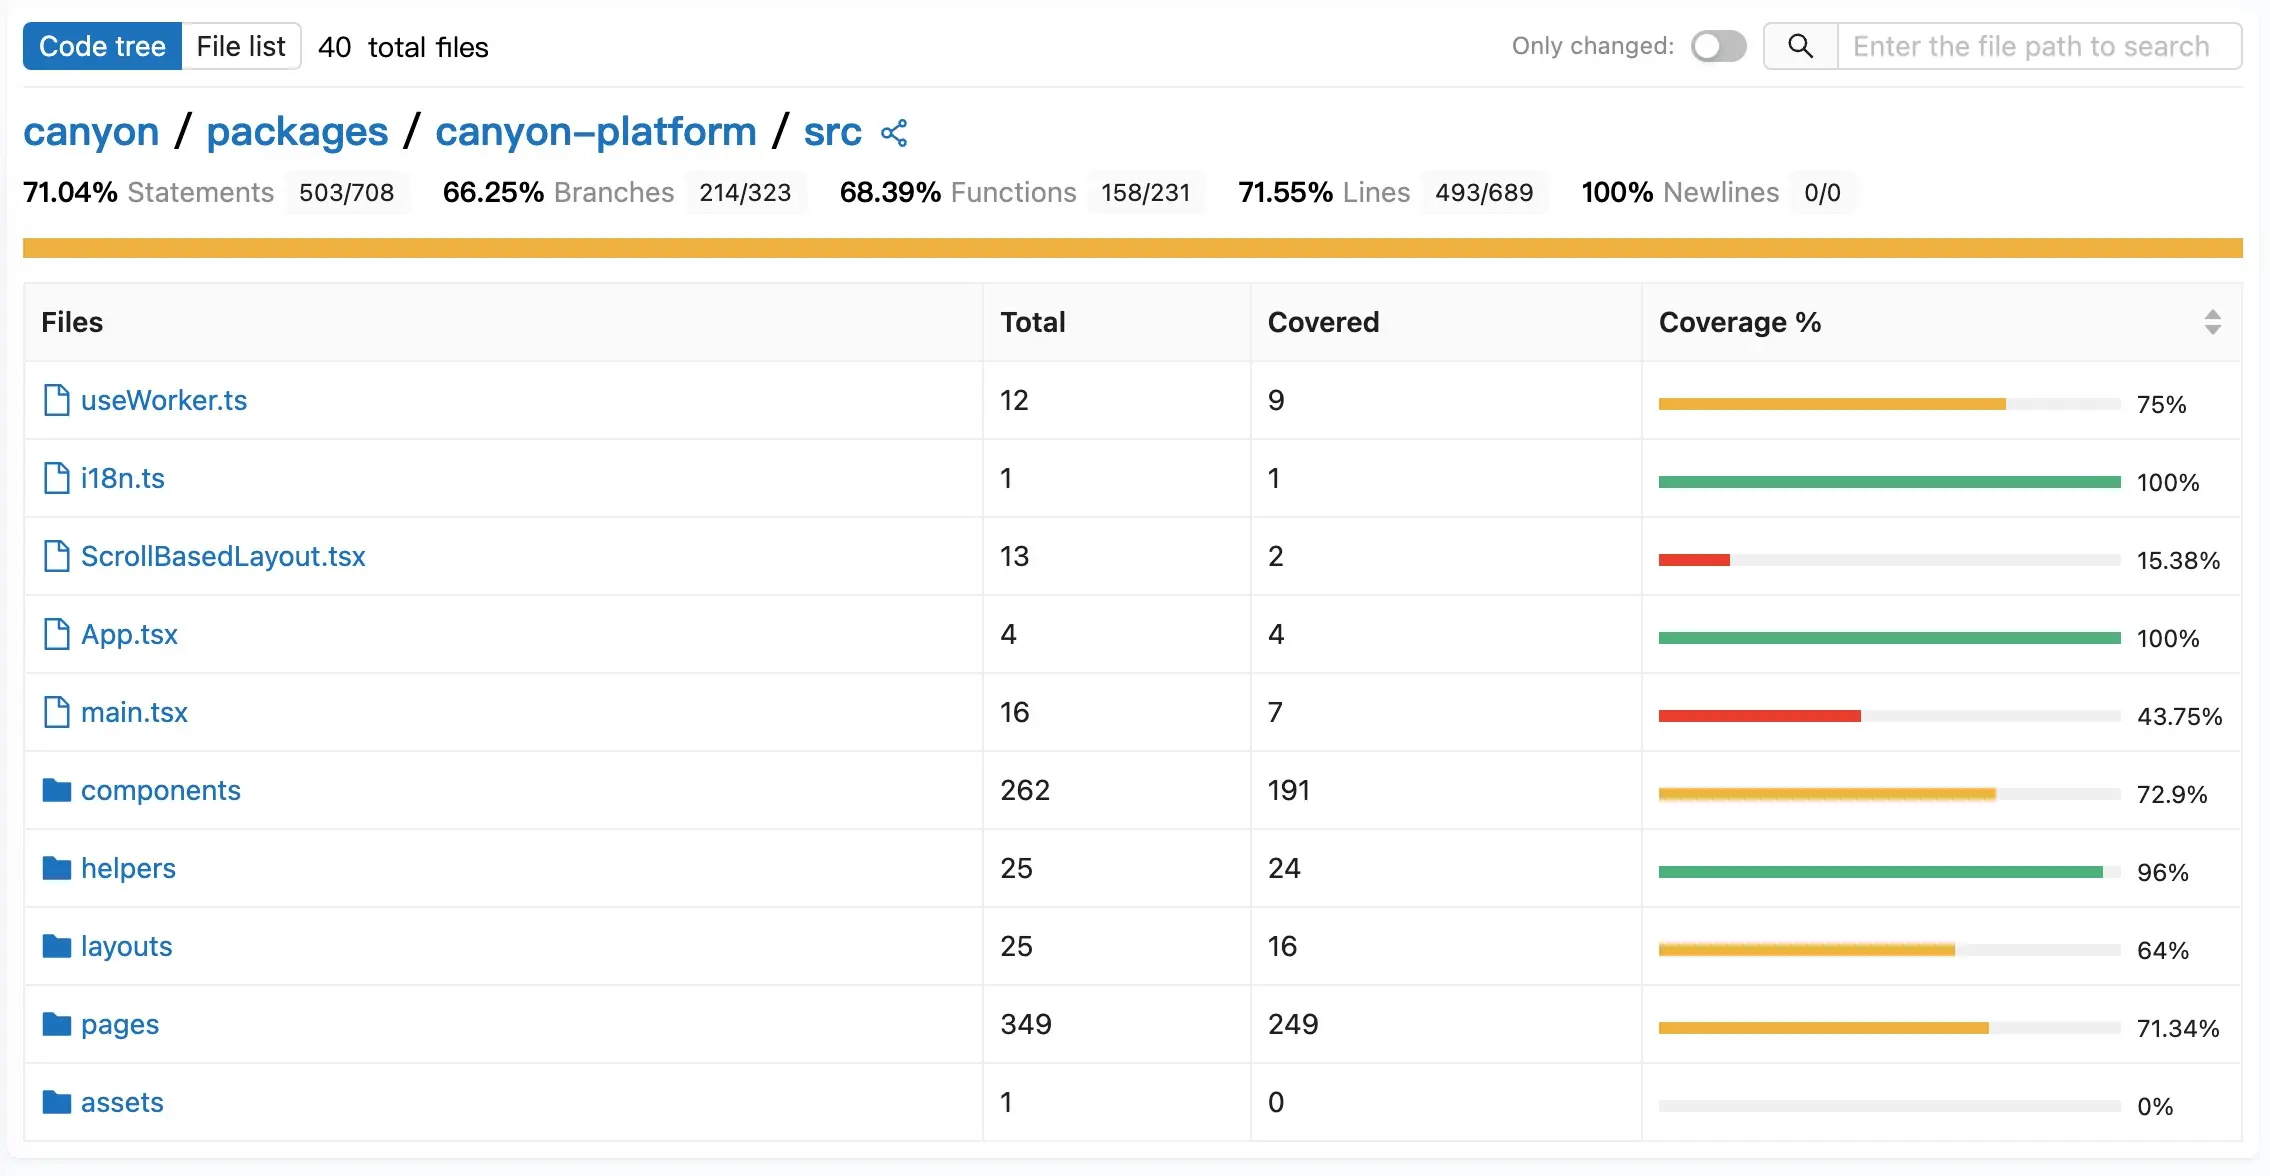 Code tree File list 40 total files Only changed: Enter the file path to search
canyon / packages / canyon-platform / src
71.04% Statements 503/708 66.25% Branches 214/323 68.39% Functions 158/231 71.55% Lines 493/689 100% Newlines 0/0
Files Total Covered Coverage %
useWorker.ts 12 9 75%
i18n.ts 1 1 100%
ScrollBasedLayout.tsx 13 2 15.38%
App.tsx 4 4 100%
main.tsx 16 7 43.75%
components 262 191 72.9%
helpers 25 24 96%
layouts 25 16 64%
pages 349 249 71.34%
assets 1 0 0%